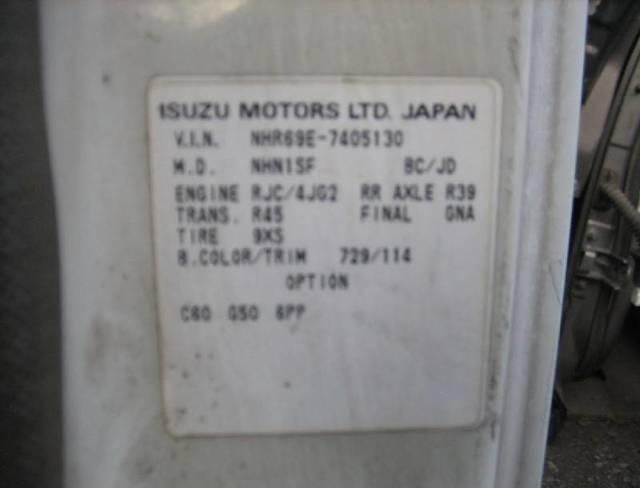 ISUZU MOTORS LTD. JAPAN
V.I.N. NHR69E-7405130
M.D. NHN1SF BC/JD
ENGINE RJC/4JG2 RR AXLE R39
TRANS. R45 FINAL GNA
TIRE 9XS
B.COLOR/TRIM 729/114
OPTION
C60 G50 6PP